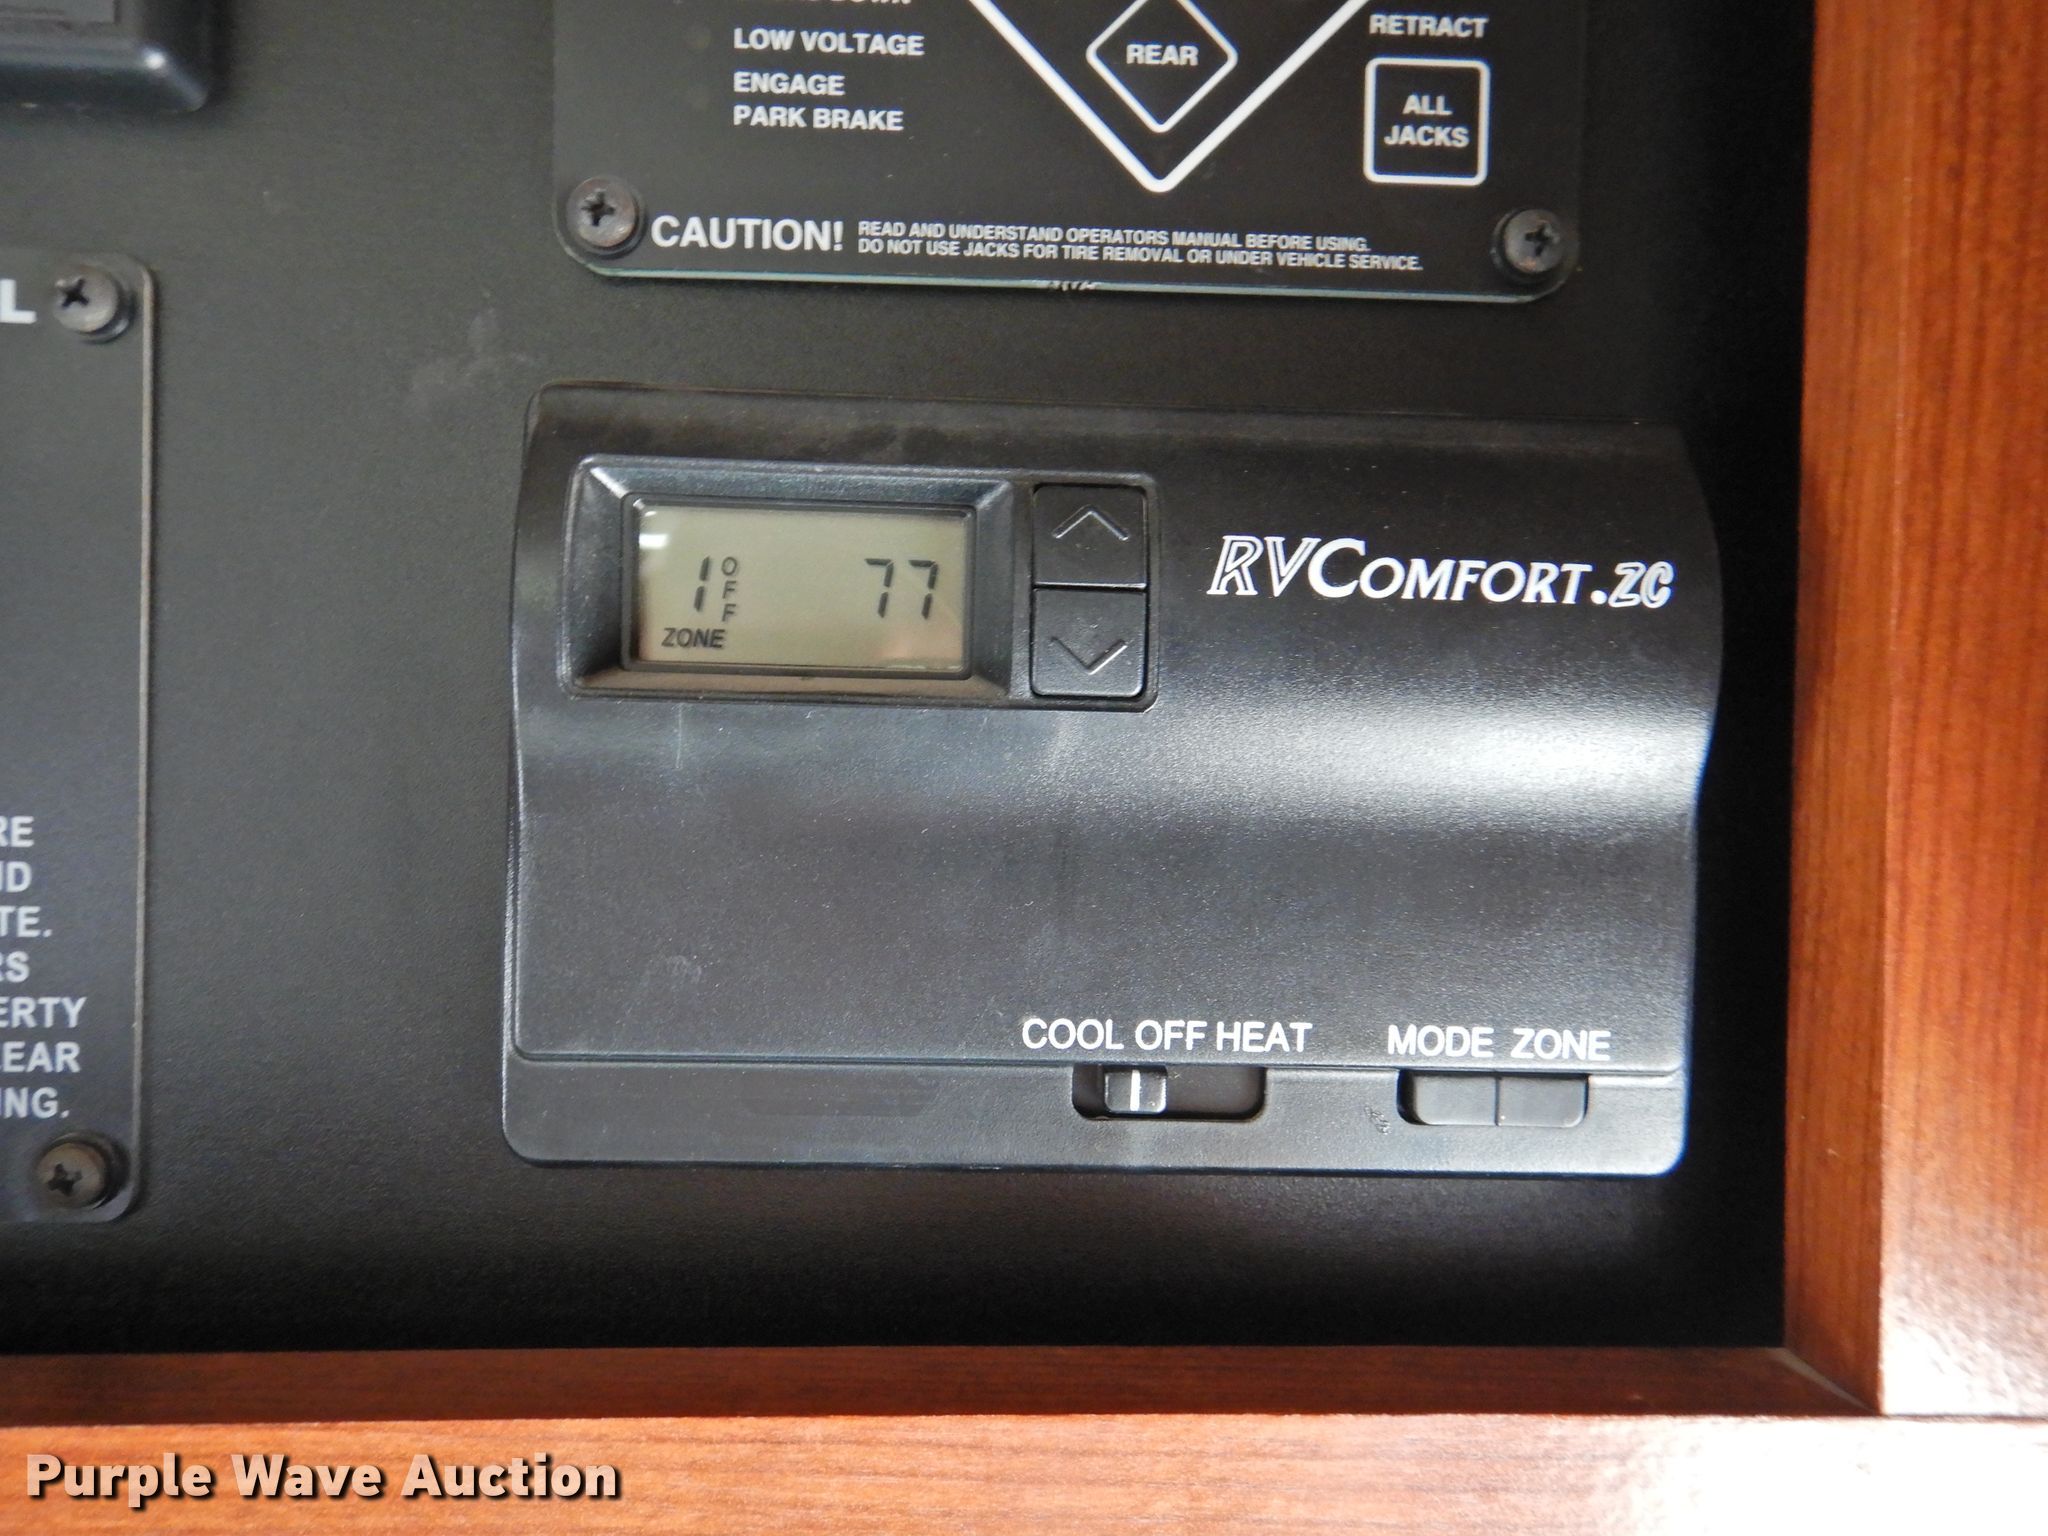 LOW VOLTAGE
ENGAGE
PARK BRAKE
REAR
RETRACT
ALL
JACKS
CAUTION! READ AND UNDERSTAND OPERATORS MANUAL BEFORE USING.
DO NOT USE JACKS FOR TIRE REMOVAL OR UNDER VEHICLE SERVICE.
L
1 OFF 77
ZONE
RVCOMFORT.ZC
RE
ND
TE.
RS
ERTY
LEAR
ING.
COOL OFF HEAT MODE ZONE
Purple Wave Auction